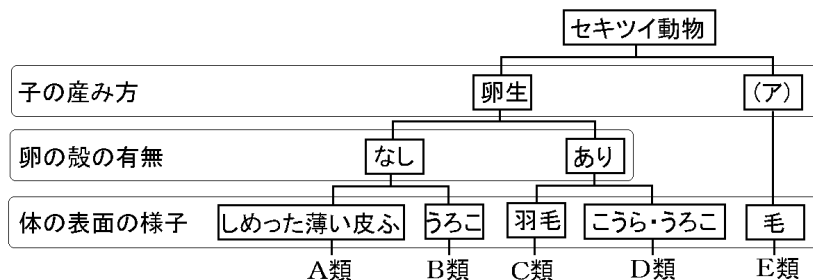 セキツイ動物
子の産み方 卵生 (ア)
卵の殻の有無 なし あり
体の表面の様子 しめった薄い皮ふ うろこ 羽毛 こうら・うろこ 毛
A類 B類 C類 D類 E類